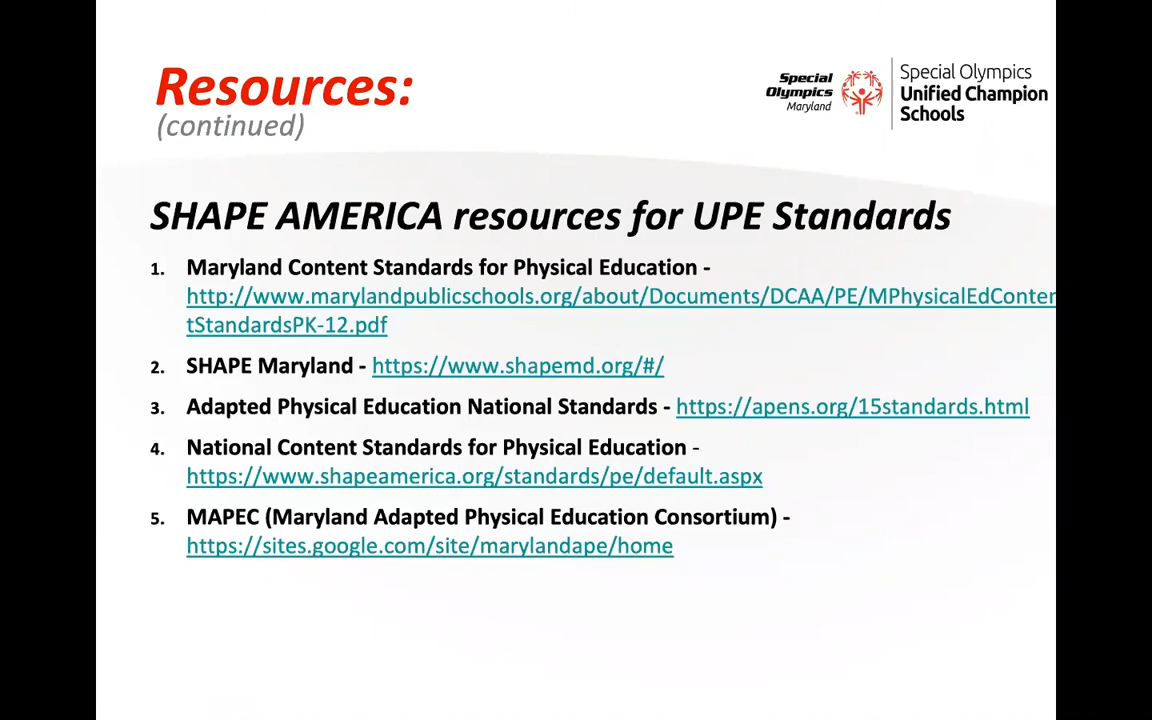 Resources:
(continued)
Special
Olympics
Maryland
Special Olympics
Unified Champion
Schools
SHAPE AMERICA resources for UPE Standards
1. Maryland Content Standards for Physical Education -
http://www.marylandpublicschools.org/about/Documents/DCAA/PE/MPhysicalEdConten
tStandardsPK-12.pdf
2. SHAPE Maryland - https://www.shapemd.org/#/
3. Adapted Physical Education National Standards - https://apens.org/15standards.html
4. National Content Standards for Physical Education -
https://www.shapeamerica.org/standards/pe/default.aspx
5. MAPEC (Maryland Adapted Physical Education Consortium) -
https://sites.google.com/site/marylandape/home